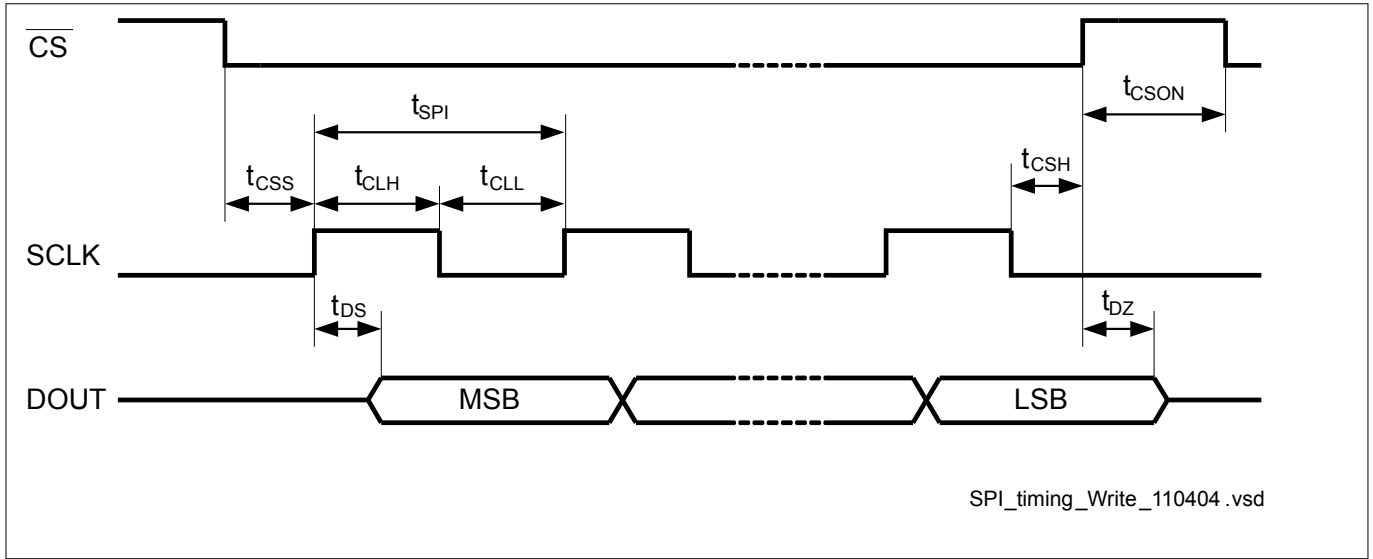 CS
tCSON
tSPI
tCSH
tCSS tCLH tCLL
SCLK
tDS tDZ
DOUT MSB LSB
SPI_timing_Write_110404 .vsd